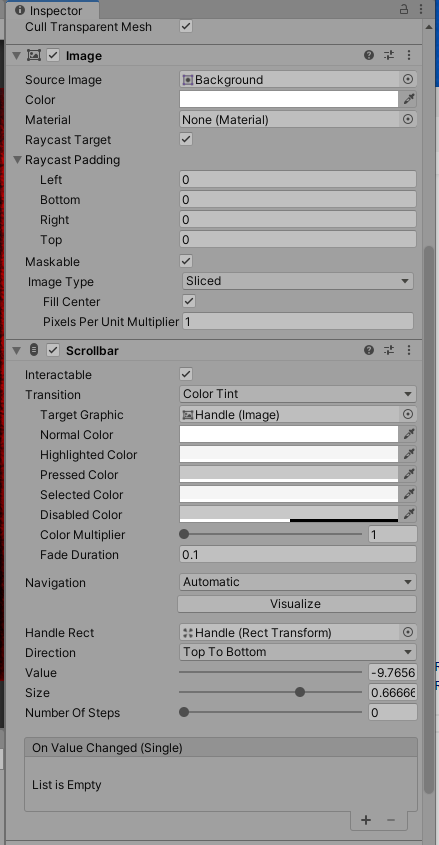 Inspector
Cull Transparent Mesh
Image
Source Image Background
Color
Material None (Material)
Raycast Target
Raycast Padding
Left 0
Bottom 0
Right 0
Top 0
Maskable
Image Type Sliced
Fill Center
Pixels Per Unit Multiplier 1
Scrollbar
Interactable
Transition Color Tint
Target Graphic Handle (Image)
Normal Color
Highlighted Color
Pressed Color
Selected Color
Disabled Color
Color Multiplier 1
Fade Duration 0.1
Navigation Automatic
Visualize
Handle Rect Handle (Rect Transform)
Direction Top To Bottom
Value -9.7656
Size 0.66666
Number Of Steps 0
On Value Changed (Single)
List is Empty